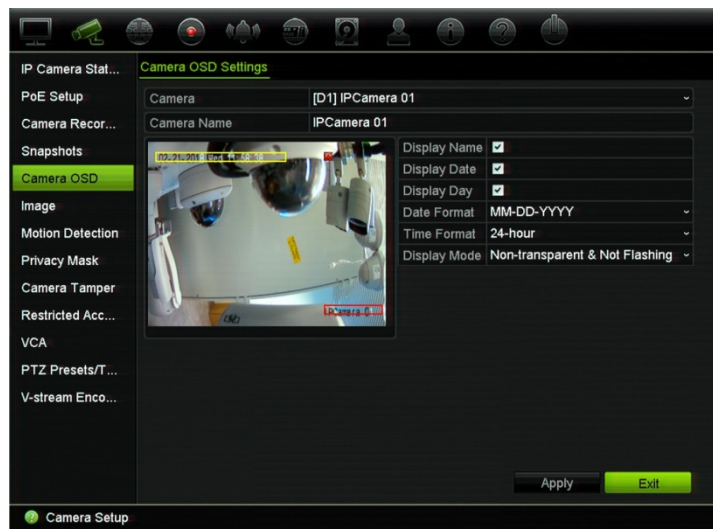 IP Camera Stat...
Camera OSD Settings
PoE Setup
Camera
[D1] IPCamera 01
Camera Recor...
Camera Name
IPCamera 01
Snapshots
Display Name
Camera OSD
Display Date
Display Day
Image
Date Format
MM-DD-YYYY
Motion Detection
Time Format
24-hour
Privacy Mask
Display Mode
Non-transparent & Not Flashing
Camera Tamper
Restricted Acc...
VCA
PTZ Presets/T...
V-stream Enco...
Apply
Exit
Camera Setup